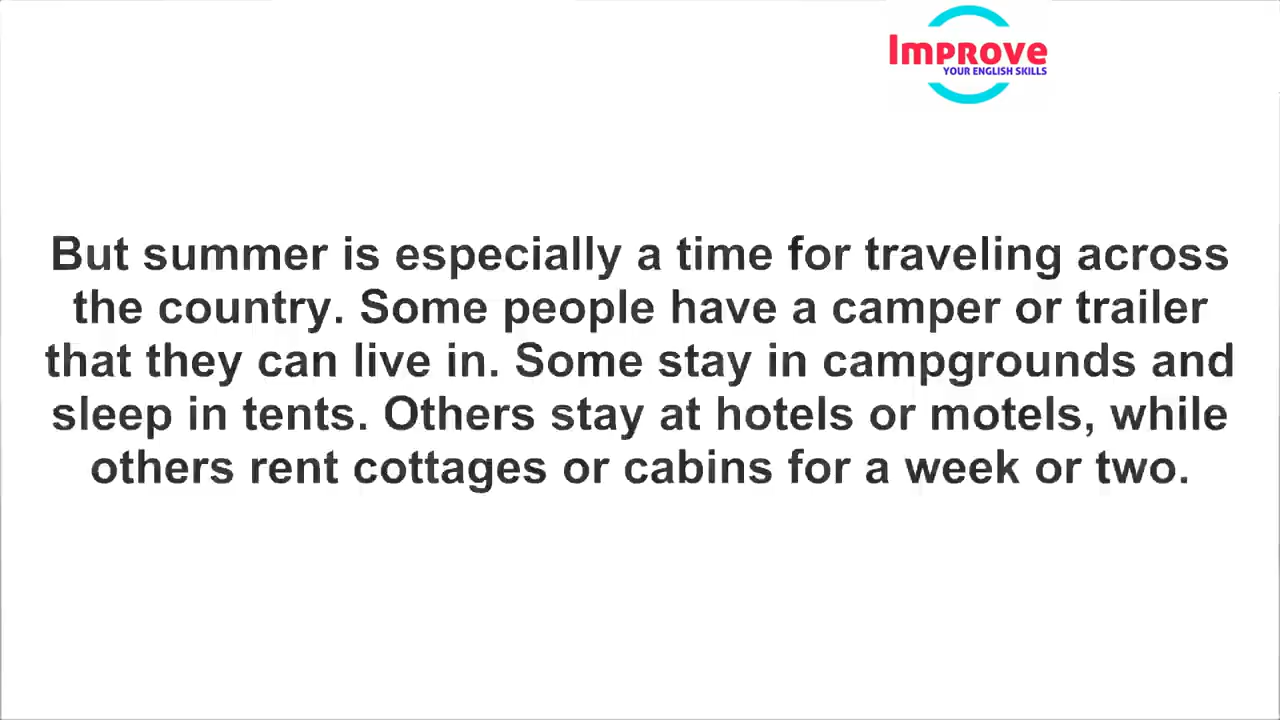 Improve
YOUR ENGLISH SKILLS
But summer is especially a time for traveling across
the country. Some people have a camper or trailer
that they can live in. Some stay in campgrounds and
sleep in tents. Others stay at hotels or motels, while
others rent cottages or cabins for a week or two.